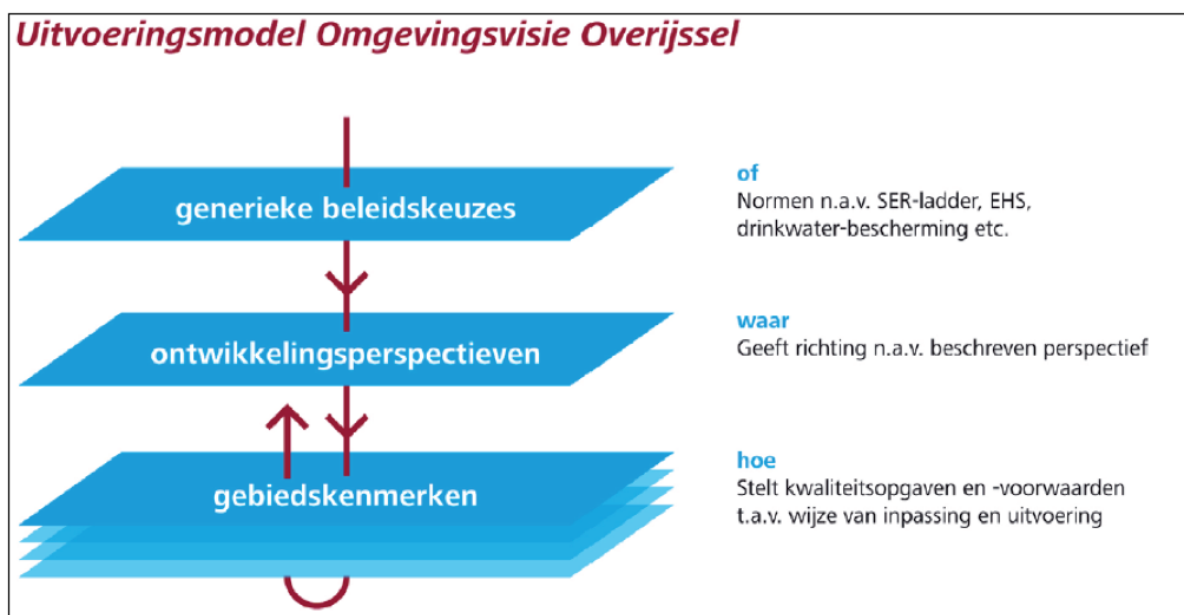 Uitvoeringsmodel Omgevingsvisie Overijssel
generieke beleidskeuzes
of
Normen n.a.v. SER-ladder, EHS,
drinkwater-bescherming etc.
ontwikkelingsperspectieven
waar
Geeft richting n.a.v. beschreven perspectief
gebiedskenmerken
hoe
Stelt kwaliteitsopgaven en -voorwaarden
t.a.v. wijze van inpassing en uitvoering